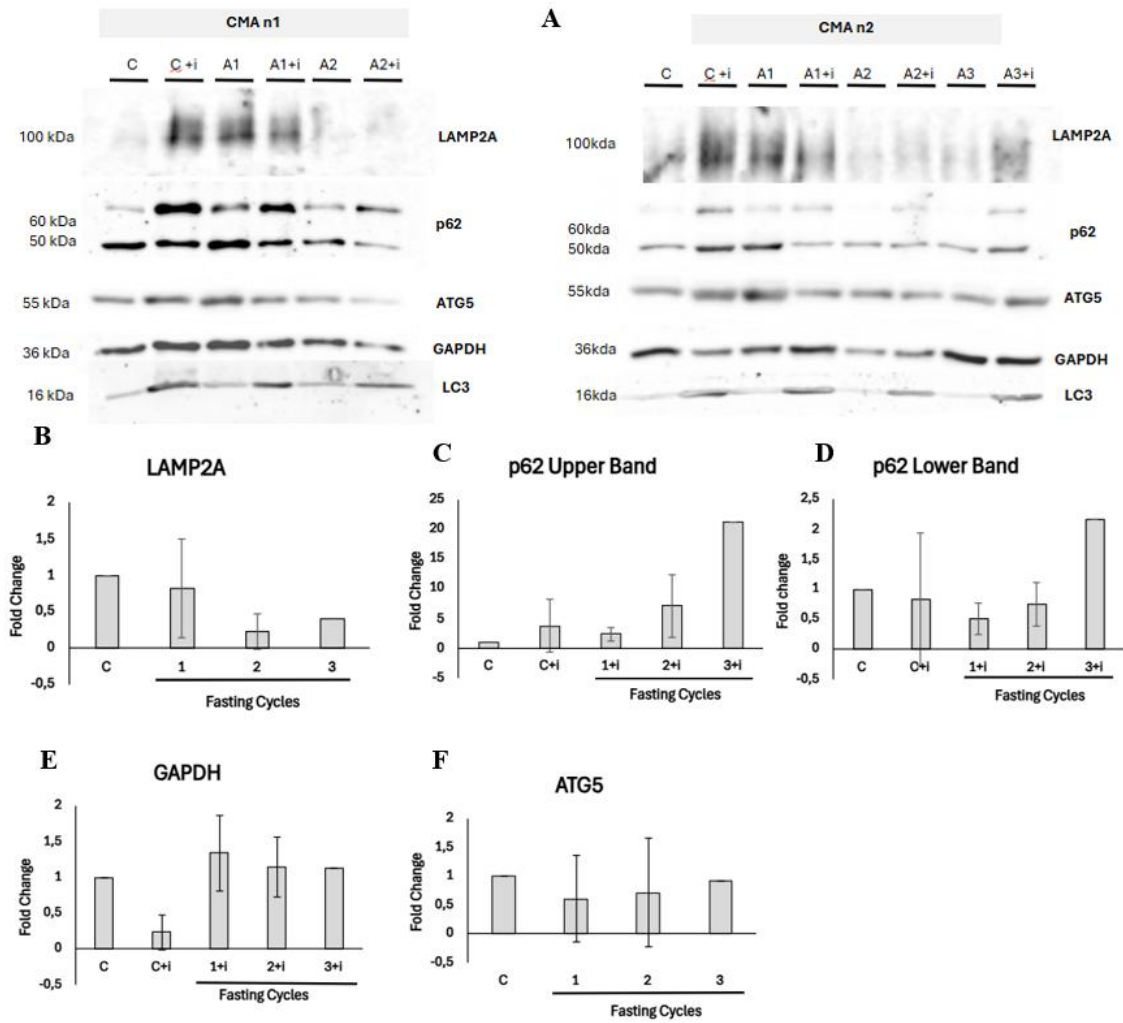 A
CMA n1
C C +i A1 A1+i A2 A2+i
100 kDa LAMP2A
60 kDa
50 kDa
p62
55 kDa ATG5
36 kDa GAPDH
16 kDa LC3
CMA n2
C C +i A1 A1+i A2 A2+i A3 A3+i
100kda LAMP2A
60kda
50kda
p62
55kda ATG5
36kda GAPDH
16kda LC3
B
LAMP2A
Fold Change
2
1,5
1
0,5
0
-0,5
C 1 2 3
Fasting Cycles
C
p62 Upper Band
Fold Change
25
20
15
10
5
0
-5
C C+i 1+i 2+i 3+i
Fasting Cycles
D
p62 Lower Band
Fold change
2,5
2
1,5
1
0,5
0
-0,5
C C+i 1+i 2+i 3+i
Fasting Cycles
E
GAPDH
Fold Change
2
1,5
1
0,5
0
-0,5
C C+i 1+i 2+i 3+i
Fasting Cycles
F
ATG5
Fold Change
2
1,5
1
0,5
0
-0,5
C 1 2 3
Fasting Cycles